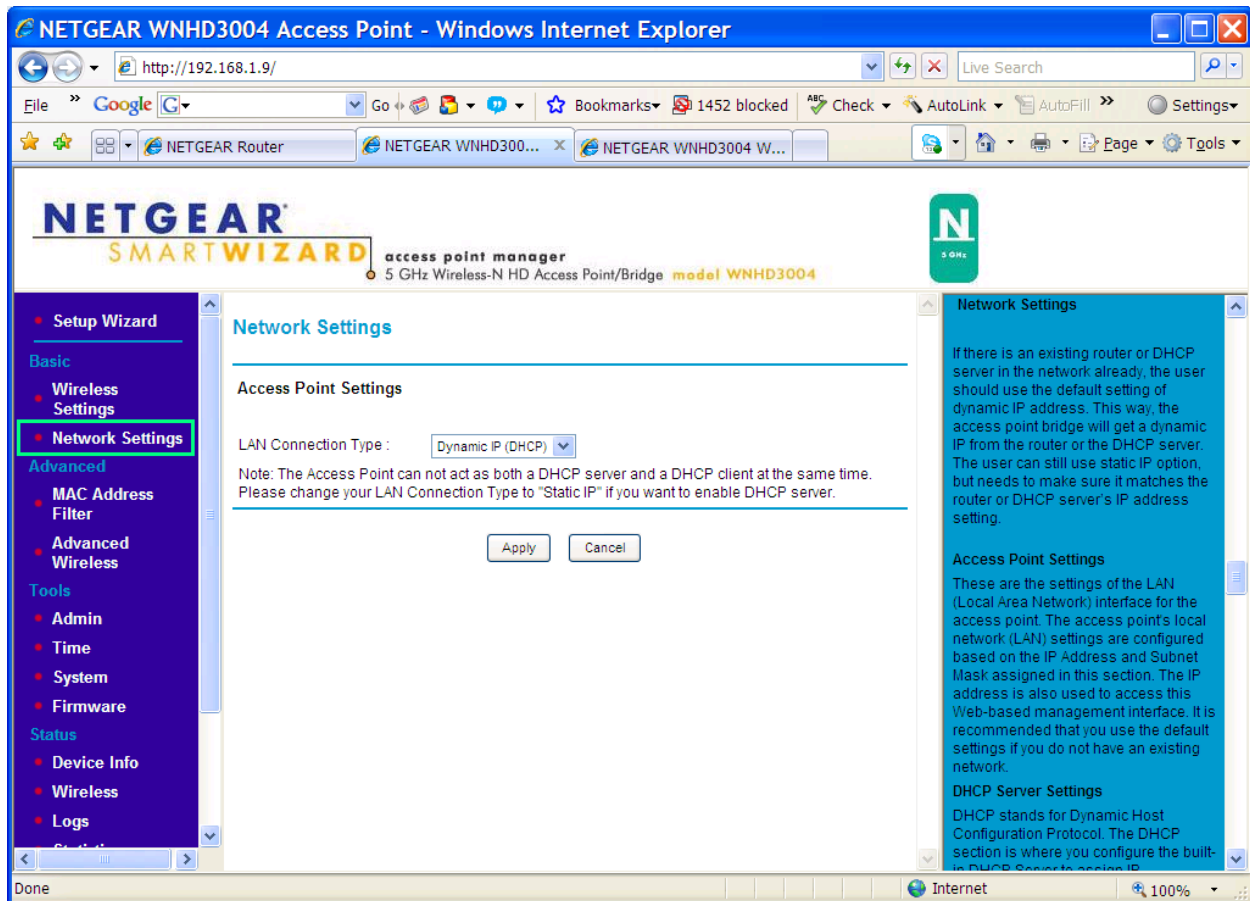 NETGEAR WNHD3004 Access Point - Windows Internet Explorer
http://192.168.1.9/
Live Search
File » Google G Go 1452 blocked Bookmarks Check AutoLink AutoFill » Settings
NETGEAR Router
NETGEAR WNHD300... X
NETGEAR WNHD3004 W...
Page Tools
NETGEAR
SMARTWIZARD
access point manager
5 GHz Wireless-N HD Access Point/Bridge model WNHD3004
N
5 GHz
Setup Wizard
Basic
Wireless
Settings
Network Settings
Advanced
MAC Address
Filter
Advanced
Wireless
Tools
Admin
Time
System
Firmware
Status
Device Info
Wireless
Logs
Network Settings
Access Point Settings
LAN Connection Type : Dynamic IP (DHCP)
Note: The Access Point can not act as both a DHCP server and a DHCP client at the same time.
Please change your LAN Connection Type to "Static IP" if you want to enable DHCP server.
Apply Cancel
Network Settings
If there is an existing router or DHCP
server in the network already, the user
should use the default setting of
dynamic IP address. This way, the
access point bridge will get a dynamic
IP from the router or the DHCP server.
The user can still use static IP option,
but needs to make sure it matches the
router or DHCP server's IP address
setting.
Access Point Settings
These are the settings of the LAN
(Local Area Network) interface for the
access point. The access point's local
network (LAN) settings are configured
based on the IP Address and Subnet
Mask assigned in this section. The IP
address is also used to access this
Web-based management interface. It is
recommended that you use the default
settings if you do not have an existing
network.
DHCP Server Settings
DHCP stands for Dynamic Host
Configuration Protocol. The DHCP
section is where you configure the built-
in DHCP Server to assign IP
Done
Internet
100%